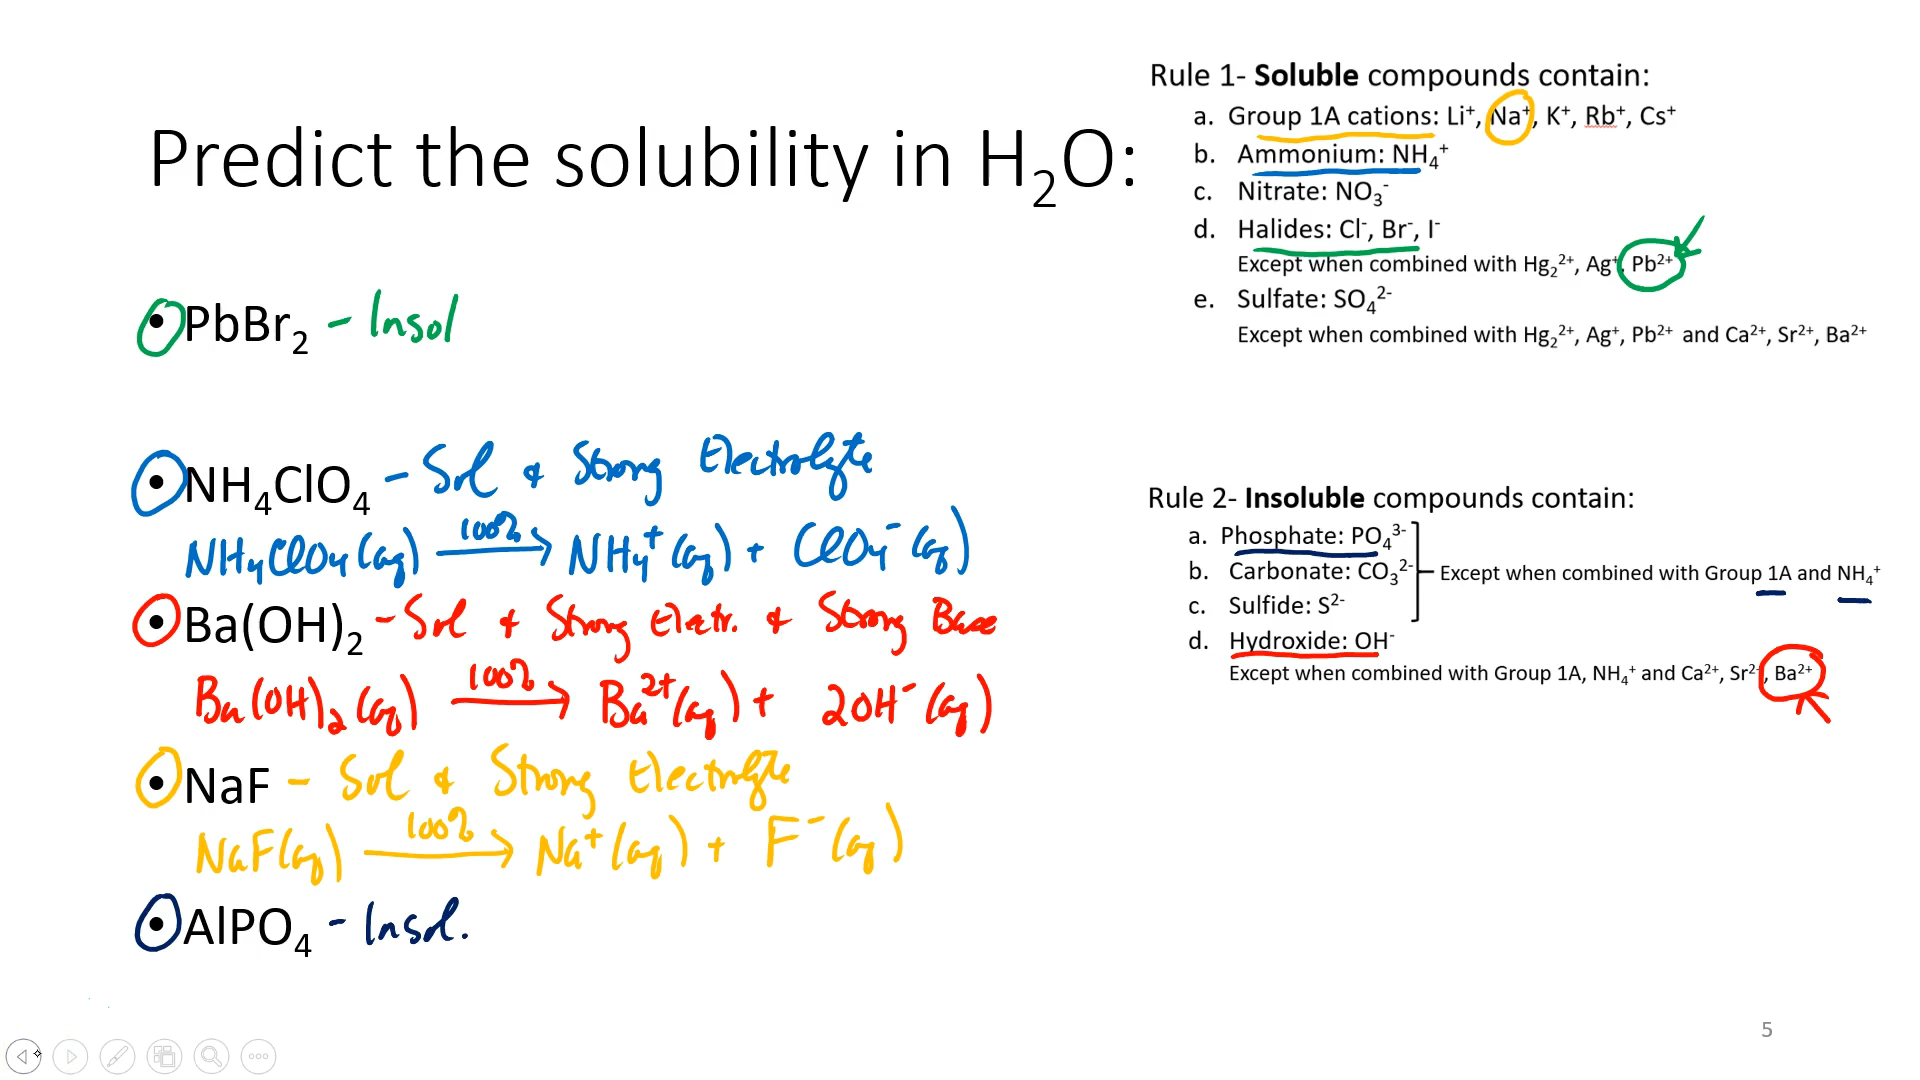 Predict the solubility in H₂O:
• PbBr₂ - Insol
• NH₄ClO₄ - Sol & Strong Electrolyte
NH₄ClO₄(aq) 100% → NH₄⁺(aq) + ClO₄⁻(aq)
• Ba(OH)₂ - Sol & Strong Electr. & Strong Base
Ba(OH)₂(aq) 100% → Ba²⁺(aq) + 2OH⁻(aq)
• NaF - Sol & Strong Electrolyte
NaF(aq) 100% → Na⁺(aq) + F⁻(aq)
• AlPO₄ - Insol.
Rule 1- Soluble compounds contain:
a. Group 1A cations: Li⁺, Na⁺, K⁺, Rb⁺, Cs⁺
b. Ammonium: NH₄⁺
c. Nitrate: NO₃⁻
d. Halides: Cl⁻, Br⁻, I⁻
Except when combined with Hg₂²⁺, Ag⁺, Pb²⁺
e. Sulfate: SO₄²⁻
Except when combined with Hg₂²⁺, Ag⁺, Pb²⁺ and Ca²⁺, Sr²⁺, Ba²⁺
Rule 2- Insoluble compounds contain:
a. Phosphate: PO₄³⁻
b. Carbonate: CO₃²⁻
Except when combined with Group 1A and NH₄⁺
c. Sulfide: S²⁻
d. Hydroxide: OH⁻
Except when combined with Group 1A, NH₄⁺ and Ca²⁺, Sr²⁺, Ba²⁺
5